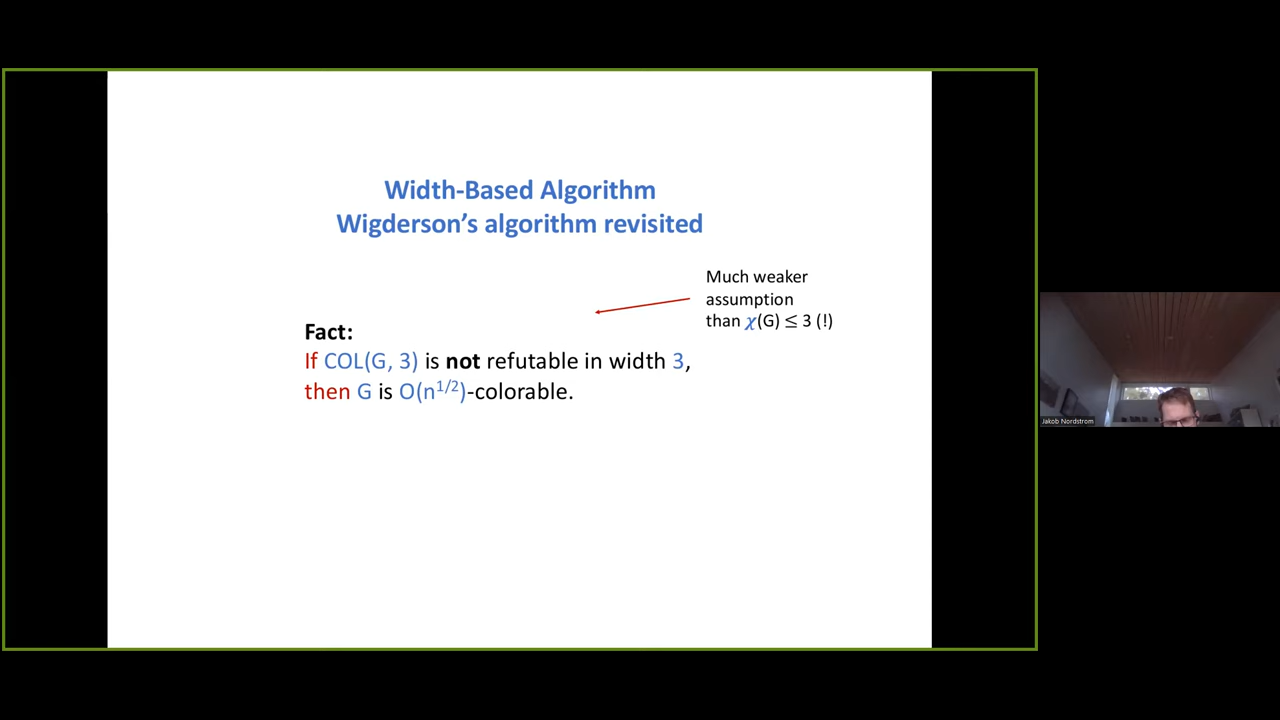 Width-Based Algorithm
Wigderson's algorithm revisited
Much weaker
assumption
than χ(G) ≤ 3 (!)
Fact:
If COL(G, 3) is not refutable in width 3,
then G is O(n^{1/2})-colorable.
Jakob Nordstrom